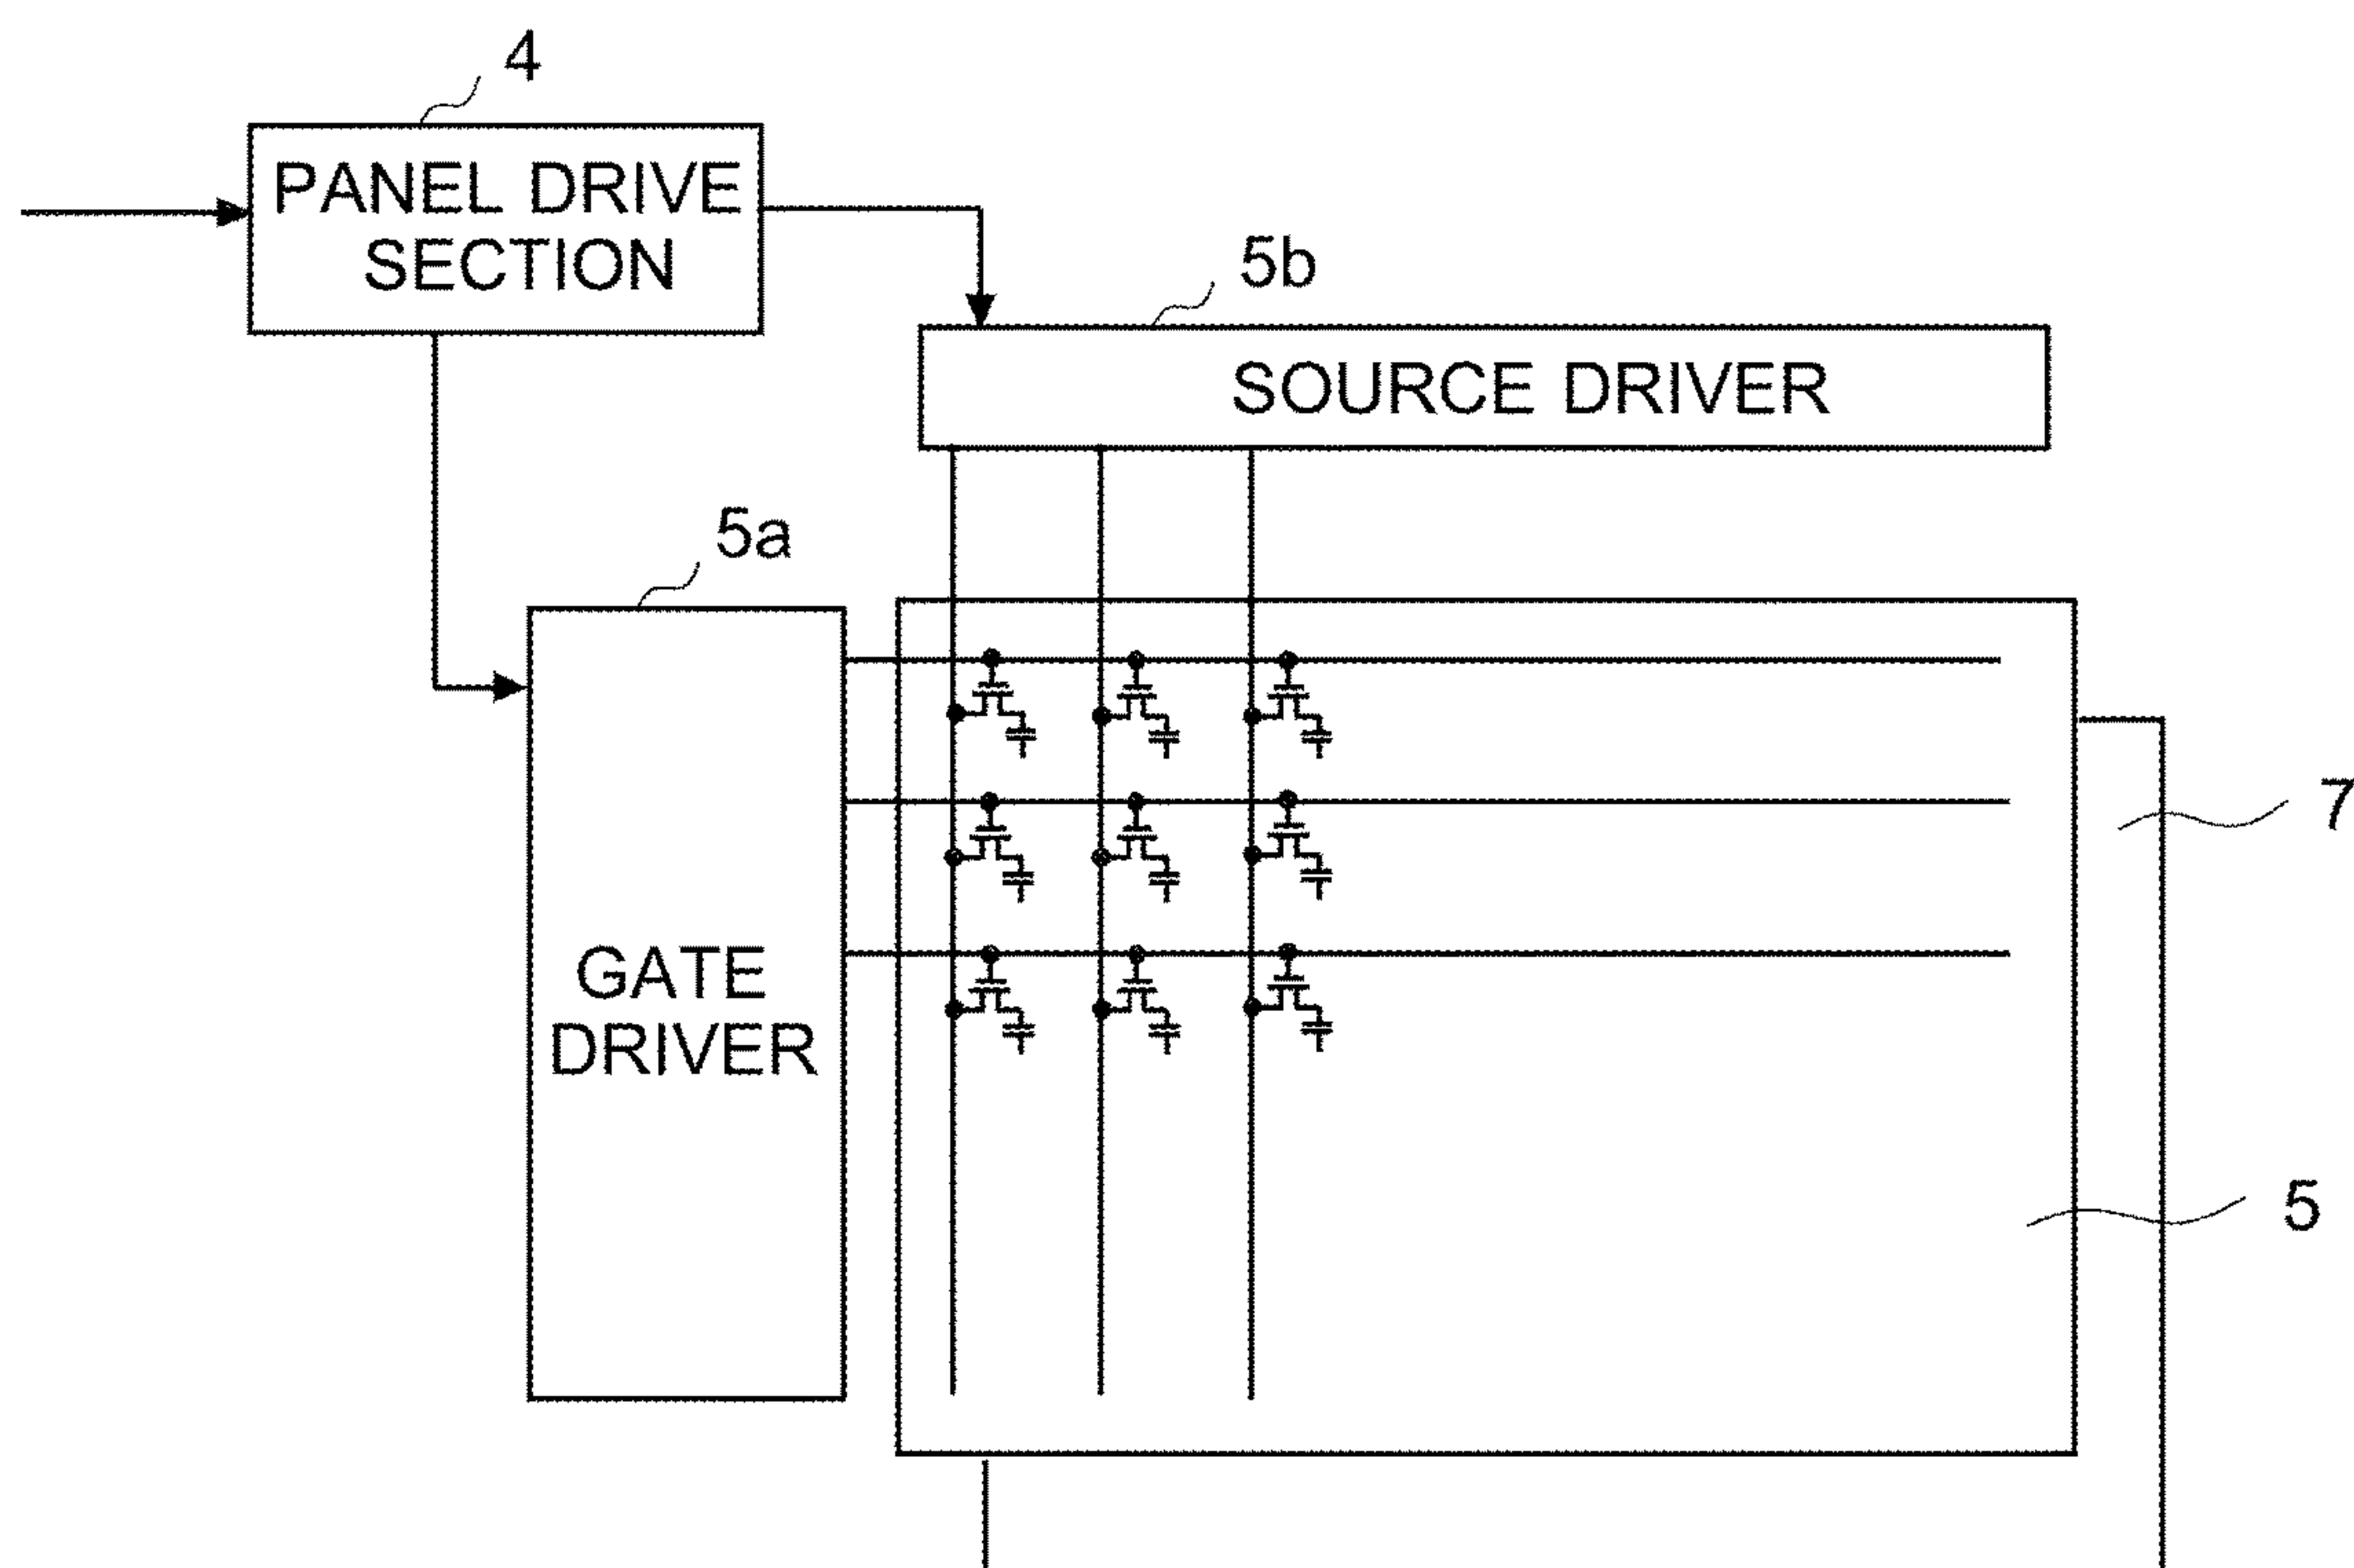 4
PANEL DRIVE
SECTION
5b
SOURCE DRIVER
5a
GATE
DRIVER
7
5